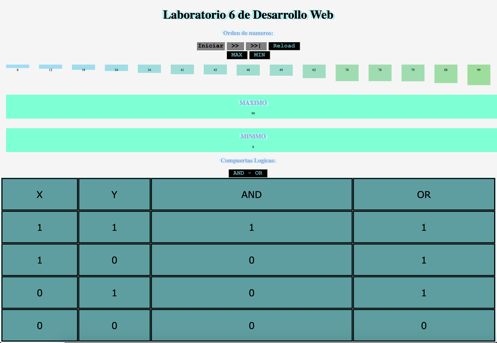 Laboratorio 6 de Desarrollo Web
Orden de numeros:
Iniciar >> >>| Reload
MAX MIN
MAXIMO
MINIMO
Compuertas Logicas:
AND - OR
X Y AND OR
1 1 1 1
1 0 0 1
0 1 0 1
0 0 0 0